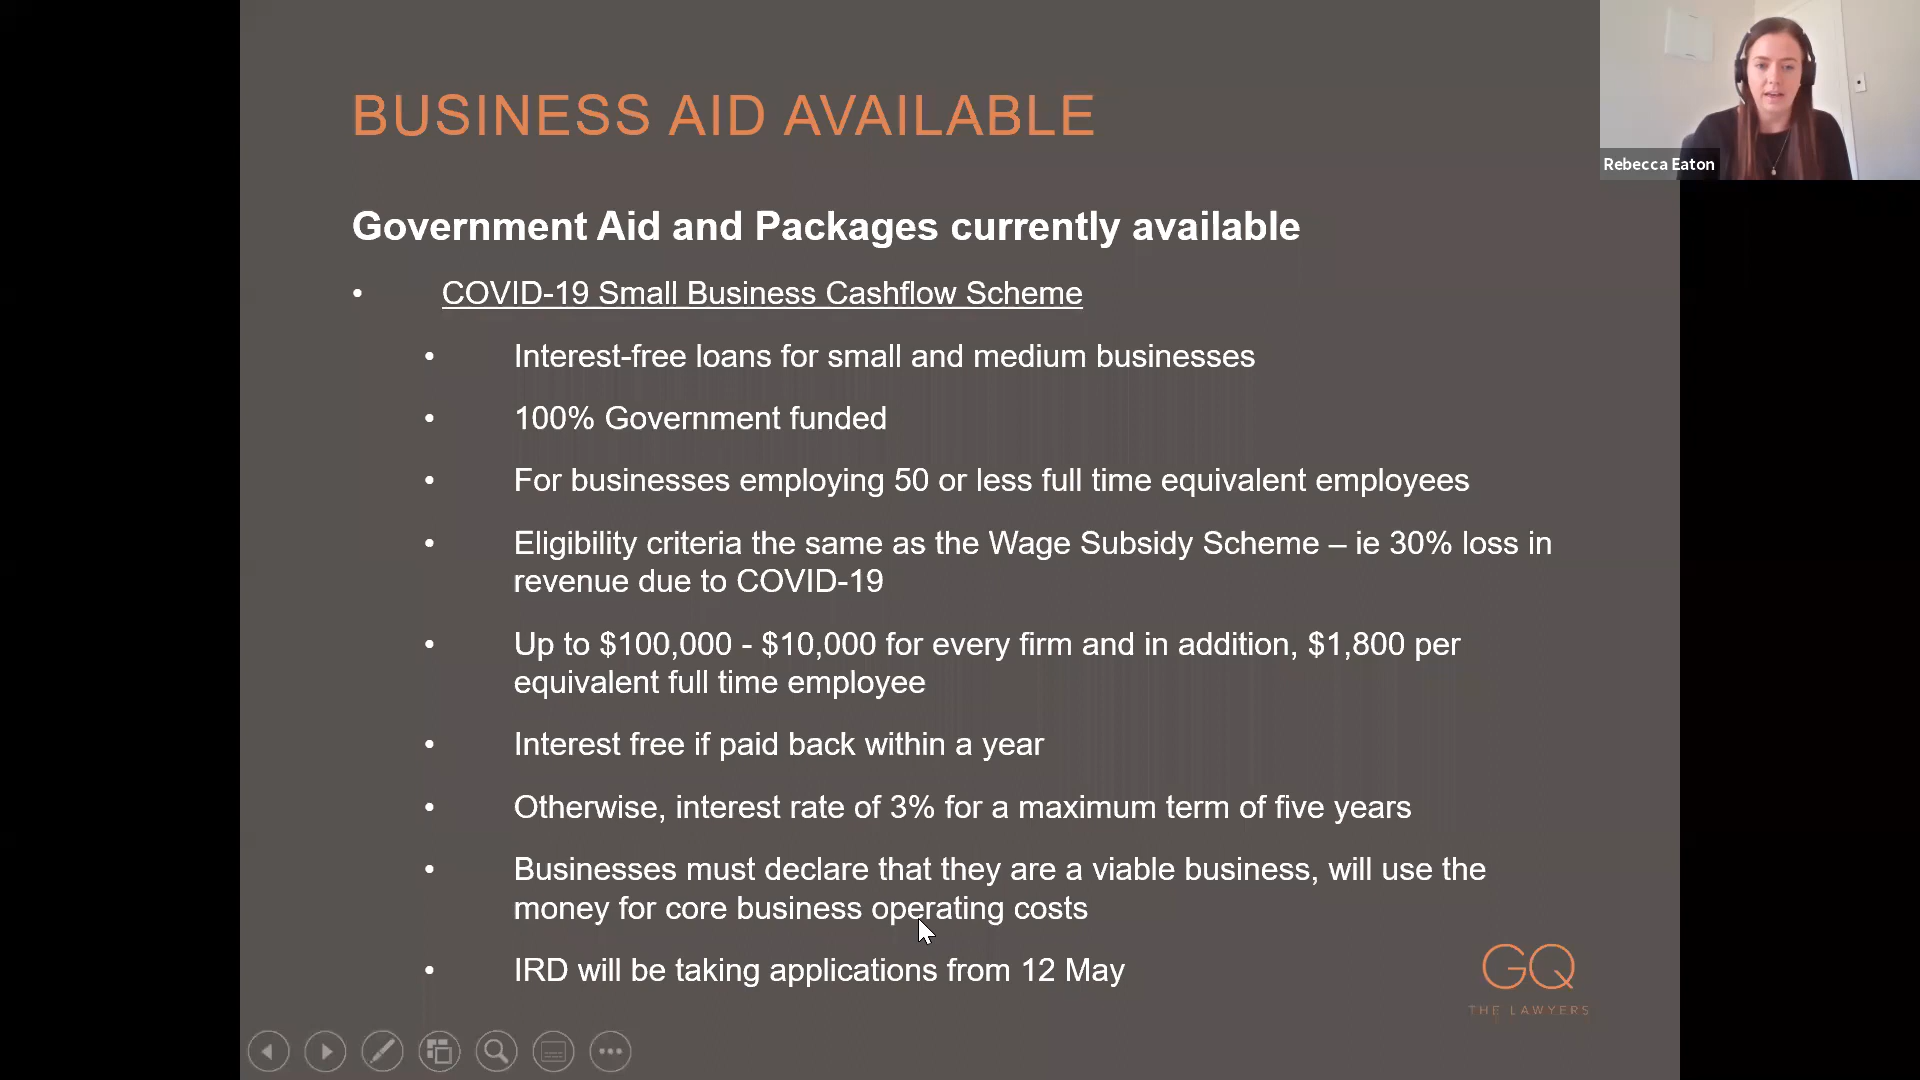 BUSINESS AID AVAILABLE
Rebecca Eaton
Government Aid and Packages currently available
• COVID-19 Small Business Cashflow Scheme
• Interest-free loans for small and medium businesses
• 100% Government funded
• For businesses employing 50 or less full time equivalent employees
• Eligibility criteria the same as the Wage Subsidy Scheme – ie 30% loss in
revenue due to COVID-19
• Up to $100,000 - $10,000 for every firm and in addition, $1,800 per
equivalent full time employee
• Interest free if paid back within a year
• Otherwise, interest rate of 3% for a maximum term of five years
• Businesses must declare that they are a viable business, will use the
money for core business operating costs
• IRD will be taking applications from 12 May
GQ
THE LAWYERS